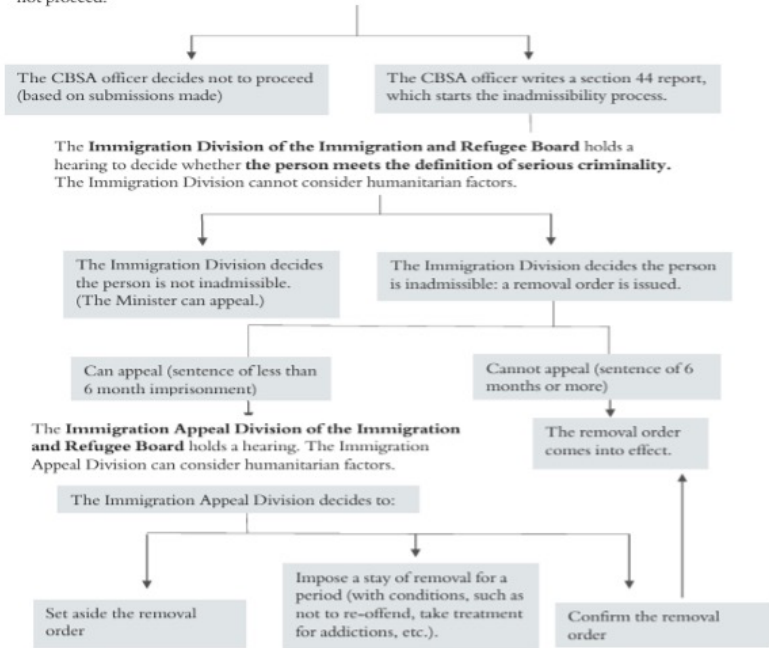 not proceed.
The CBSA officer decides not to proceed
(based on submissions made)
The CBSA officer writes a section 44 report,
which starts the inadmissibility process.
The Immigration Division of the Immigration and Refugee Board holds a
hearing to decide whether the person meets the definition of serious criminality.
The Immigration Division cannot consider humanitarian factors.
The Immigration Division decides
the person is not inadmissible.
(The Minister can appeal.)
The Immigration Division decides the person
is inadmissible: a removal order is issued.
Can appeal (sentence of less than
6 month imprisonment)
Cannot appeal (sentence of 6
months or more)
The Immigration Appeal Division of the Immigration
and Refugee Board holds a hearing. The Immigration
Appeal Division can consider humanitarian factors.
The removal order
comes into effect.
The Immigration Appeal Division decides to:
Set aside the removal
order
Impose a stay of removal for a
period (with conditions, such as
not to re-offend, take treatment
for addictions, etc.).
Confirm the removal
order